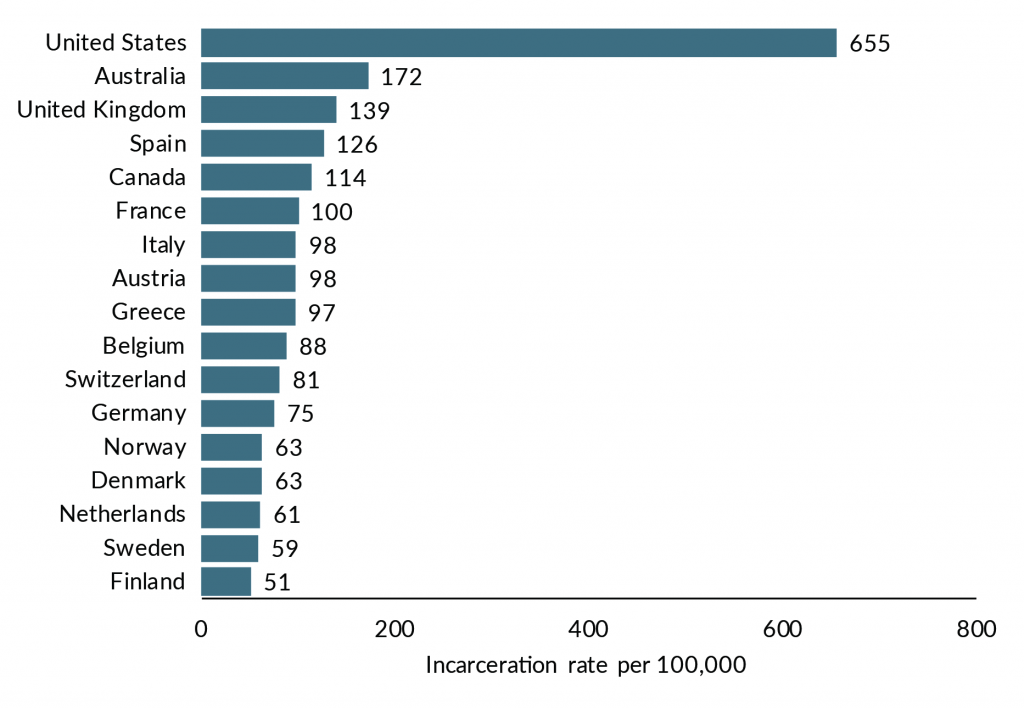 United States 655
Australia 172
United Kingdom 139
Spain 126
Canada 114
France 100
Italy 98
Austria 98
Greece 97
Belgium 88
Switzerland 81
Germany 75
Norway 63
Denmark 63
Netherlands 61
Sweden 59
Finland 51
0 200 400 600 800
Incarceration rate per 100,000